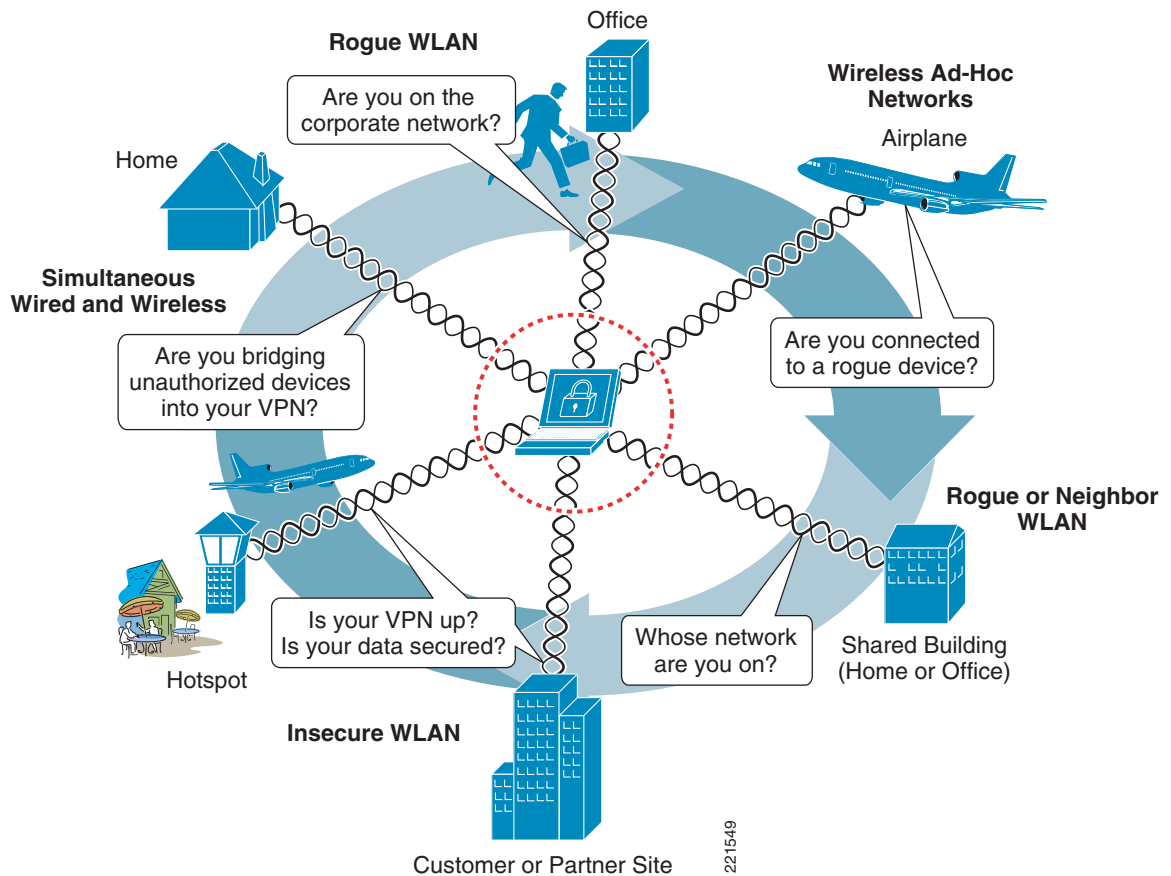 Office
Rogue WLAN
Are you on the
corporate network?
Wireless Ad-Hoc
Networks
Airplane
Home
Simultaneous
Wired and Wireless
Are you bridging
unauthorized devices
into your VPN?
Are you connected
to a rogue device?
Rogue or Neighbor
WLAN
Is your VPN up?
Is your data secured?
Whose network
are you on?
Shared Building
(Home or Office)
Hotspot
Insecure WLAN
Customer or Partner Site
221549